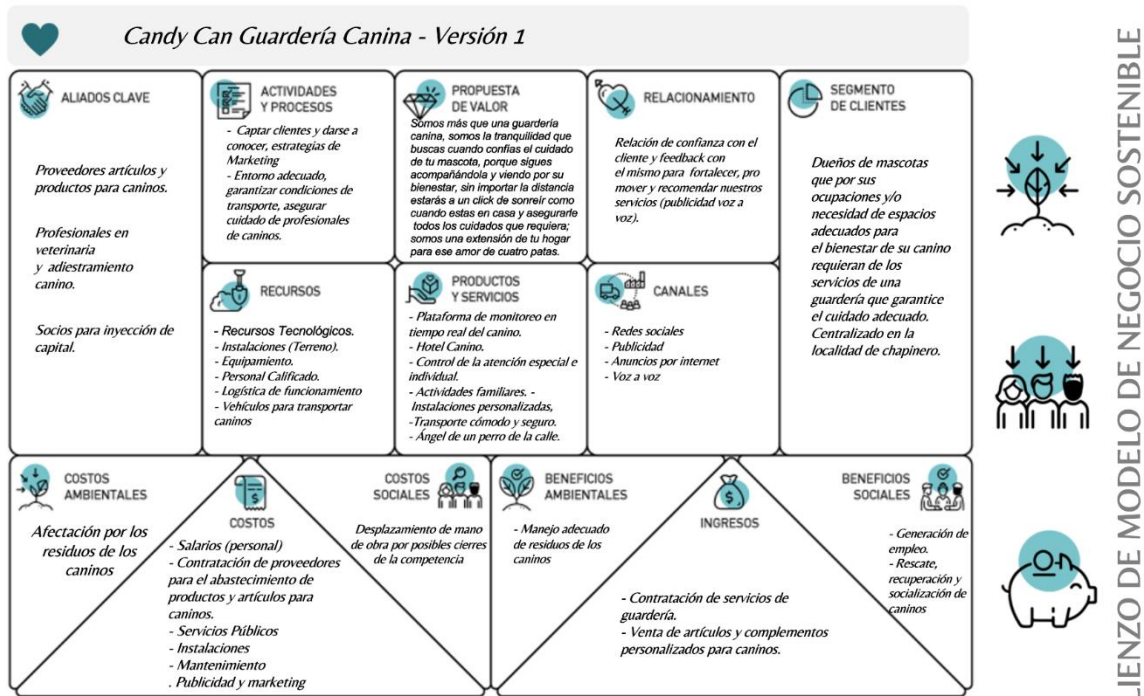 Candy Can Guardería Canina - Versión 1
ALIADOS CLAVE
Proveedores artículos y
productos para caninos.
Profesionales en
veterinaria
y adiestramiento
canino.
Socios para inyección de
capital.
ACTIVIDADES
Y PROCESOS
- Captar clientes y darse a
conocer, estrategias de
Marketing
- Entorno adecuado,
garantizar condiciones de
transporte, asegurar
cuidado de profesionales
de caninos.
RECURSOS
- Recursos Tecnológicos.
- Instalaciones (Terreno).
- Equipamiento.
- Personal Calificado.
- Logística de funcionamiento
- Vehículos para transportar
caninos
PROPUESTA
DE VALOR
Somos más que una guardería
canina, somos la tranquilidad que
buscas cuando confías el cuidado
de tu mascota, porque sigues
acompañándola y viendo por su
bienestar, sin importar la distancia
estarás a un click de sonreír como
cuando estas en casa y asegurarle
todos los cuidados que requiera;
somos una extensión de tu hogar
para ese amor de cuatro patas.
PRODUCTOS
Y SERVICIOS
- Plataforma de monitoreo en
tiempo real del canino.
- Hotel Canino.
- Control de la atención especial e
individual.
- Actividades familiares. -
Instalaciones personalizadas,
-Transporte cómodo y seguro.
- Ángel de un perro de la calle.
RELACIONAMIENTO
Relación de confianza con el
cliente y feedback con
el mismo para fortalecer, pro
mover y recomendar nuestros
servicios (publicidad voz a
voz).
CANALES
- Redes sociales
- Publicidad
- Anuncios por internet
- Voz a voz
SEGMENTO
DE CLIENTES
Dueños de mascotas
que por sus
ocupaciones y/o
necesidad de espacios
adecuados para
el bienestar de su canino
requieran de los
servicios de una
guardería que garantice
el cuidado adecuado.
Centralizado en la
localidad de chapinero.
COSTOS
AMBIENTALES
Afectación por los
residuos de los
caninos
COSTOS
- Salarios (personal)
- Contratación de proveedores
para el abastecimiento de
productos y artículos para
caninos.
- Servicios Públicos
- Instalaciones
- Mantenimiento
. Publicidad y marketing
COSTOS
SOCIALES
Desplazamiento de mano
de obra por posibles cierres
de la competencia
BENEFICIOS
AMBIENTALES
- Manejo adecuado
de residuos de los
caninos
INGRESOS
- Contratación de servicios de
guardería.
- Venta de artículos y complementos
personalizados para caninos.
BENEFICIOS
SOCIALES
- Generación de
empleo.
- Rescate,
recuperación y
socialización de
caninos
LIENZO DE MODELO DE NEGOCIO SOSTENIBLE